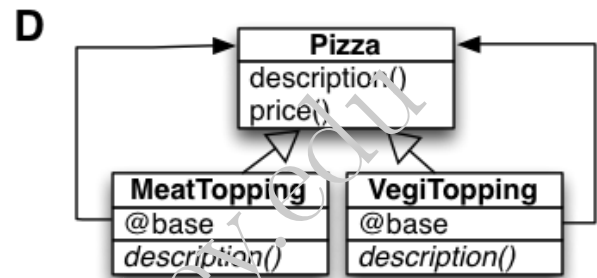 D
Pizza
description()
price()
MeatTopping
@base
description()
VegiTopping
@base
description()